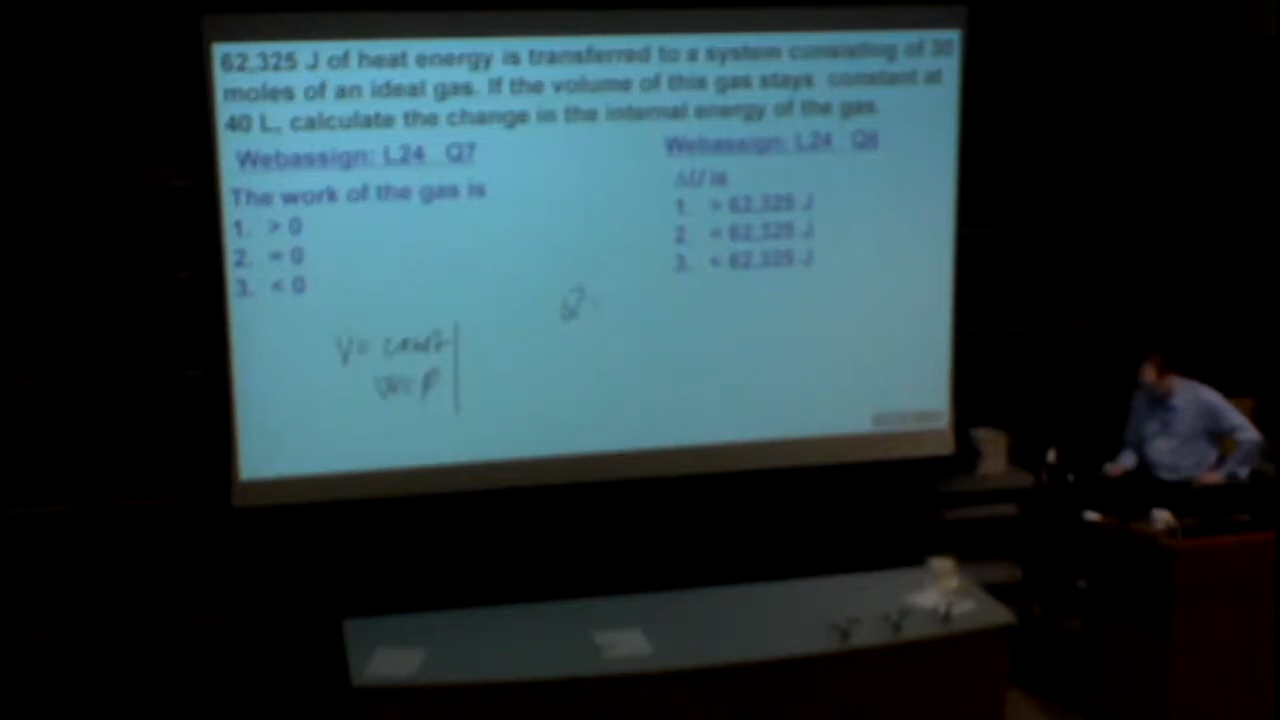 62,325 J of heat energy is transferred to a system consisting of 30
moles of an ideal gas. If the volume of this gas stays constant at
40 L, calculate the change in the internal energy of the gas.
Webassign: L24 Q7
The work of the gas is
1. > 0
2. = 0
3. < 0
Webassign: L24 Q8
ΔU is
1. > 62,325 J
2. = 62,325 J
3. < 62,325 J
V = const